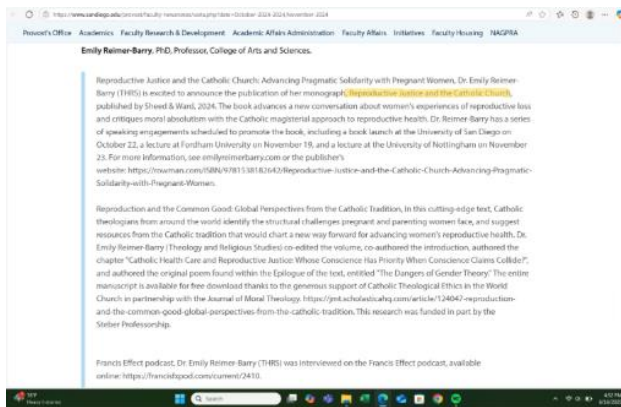 Provost's Office Academics Faculty Research & Development Academic Affairs Administration Faculty Affairs Initiatives Faculty Housing NAGPRA
Emily Reimer-Barry, PhD, Professor, College of Arts and Sciences.
Reproductive Justice and the Catholic Church: Advancing Pragmatic Solidarity with Pregnant Women, Dr. Emily Reimer-
Barry (THRS) is excited to announce the publication of her monograph, Reproductive Justice and the Catholic Church,
published by Sheed & Ward, 2024. The book advances a new conversation about women's experiences of reproductive loss
and critiques moral absolutism with the Catholic magisterial approach to reproductive health. Dr. Reimer-Barry has a series
of speaking engagements scheduled to promote the book, including a book launch at the University of San Diego on
October 22, a lecture at Fordham University on November 19, and a lecture at the University of Nottingham on November
23. For more information, see emilyreimerbarry.com or the publisher's
website: https://rowman.com/ISBN/9781538182642/Reproductive-Justice-and-the-Catholic-Church-Advancing-Pragmatic-
Solidarity-with-Pregnant-Women.
Reproduction and the Common Good: Global Perspectives from the Catholic Tradition, in this cutting-edge text, Catholic
theologians from around the world identify the structural challenges pregnant and parenting women face, and suggest
resources from the Catholic tradition that would chart a new way forward for advancing women's reproductive health. Dr.
Emily Reimer-Barry (Theology and Religious Studies) co-edited the volume, co-authored the introduction, authored the
chapter "Catholic Health Care and Reproductive Justice: Whose Conscience Has Priority When Conscience Claims Collide?",
and authored the original poem found within the Epilogue of the text, entitled "The Dangers of Gender Theory." The entire
manuscript is available for free download thanks to the generous support of Catholic Theological Ethics in the World
Church in partnership with the Journal of Moral Theology. https://jmt.scholasticahq.com/article/124047-reproduction-
and-the-common-good-global-perspectives-from-the-catholic-tradition. This research was funded in part by the
Steber Professorship.
Francis Effect podcast, Dr. Emily Reimer-Barry (THRS) was interviewed on the Francis Effect podcast, available
online: https://francisfxpod.com/current/2410.
Search